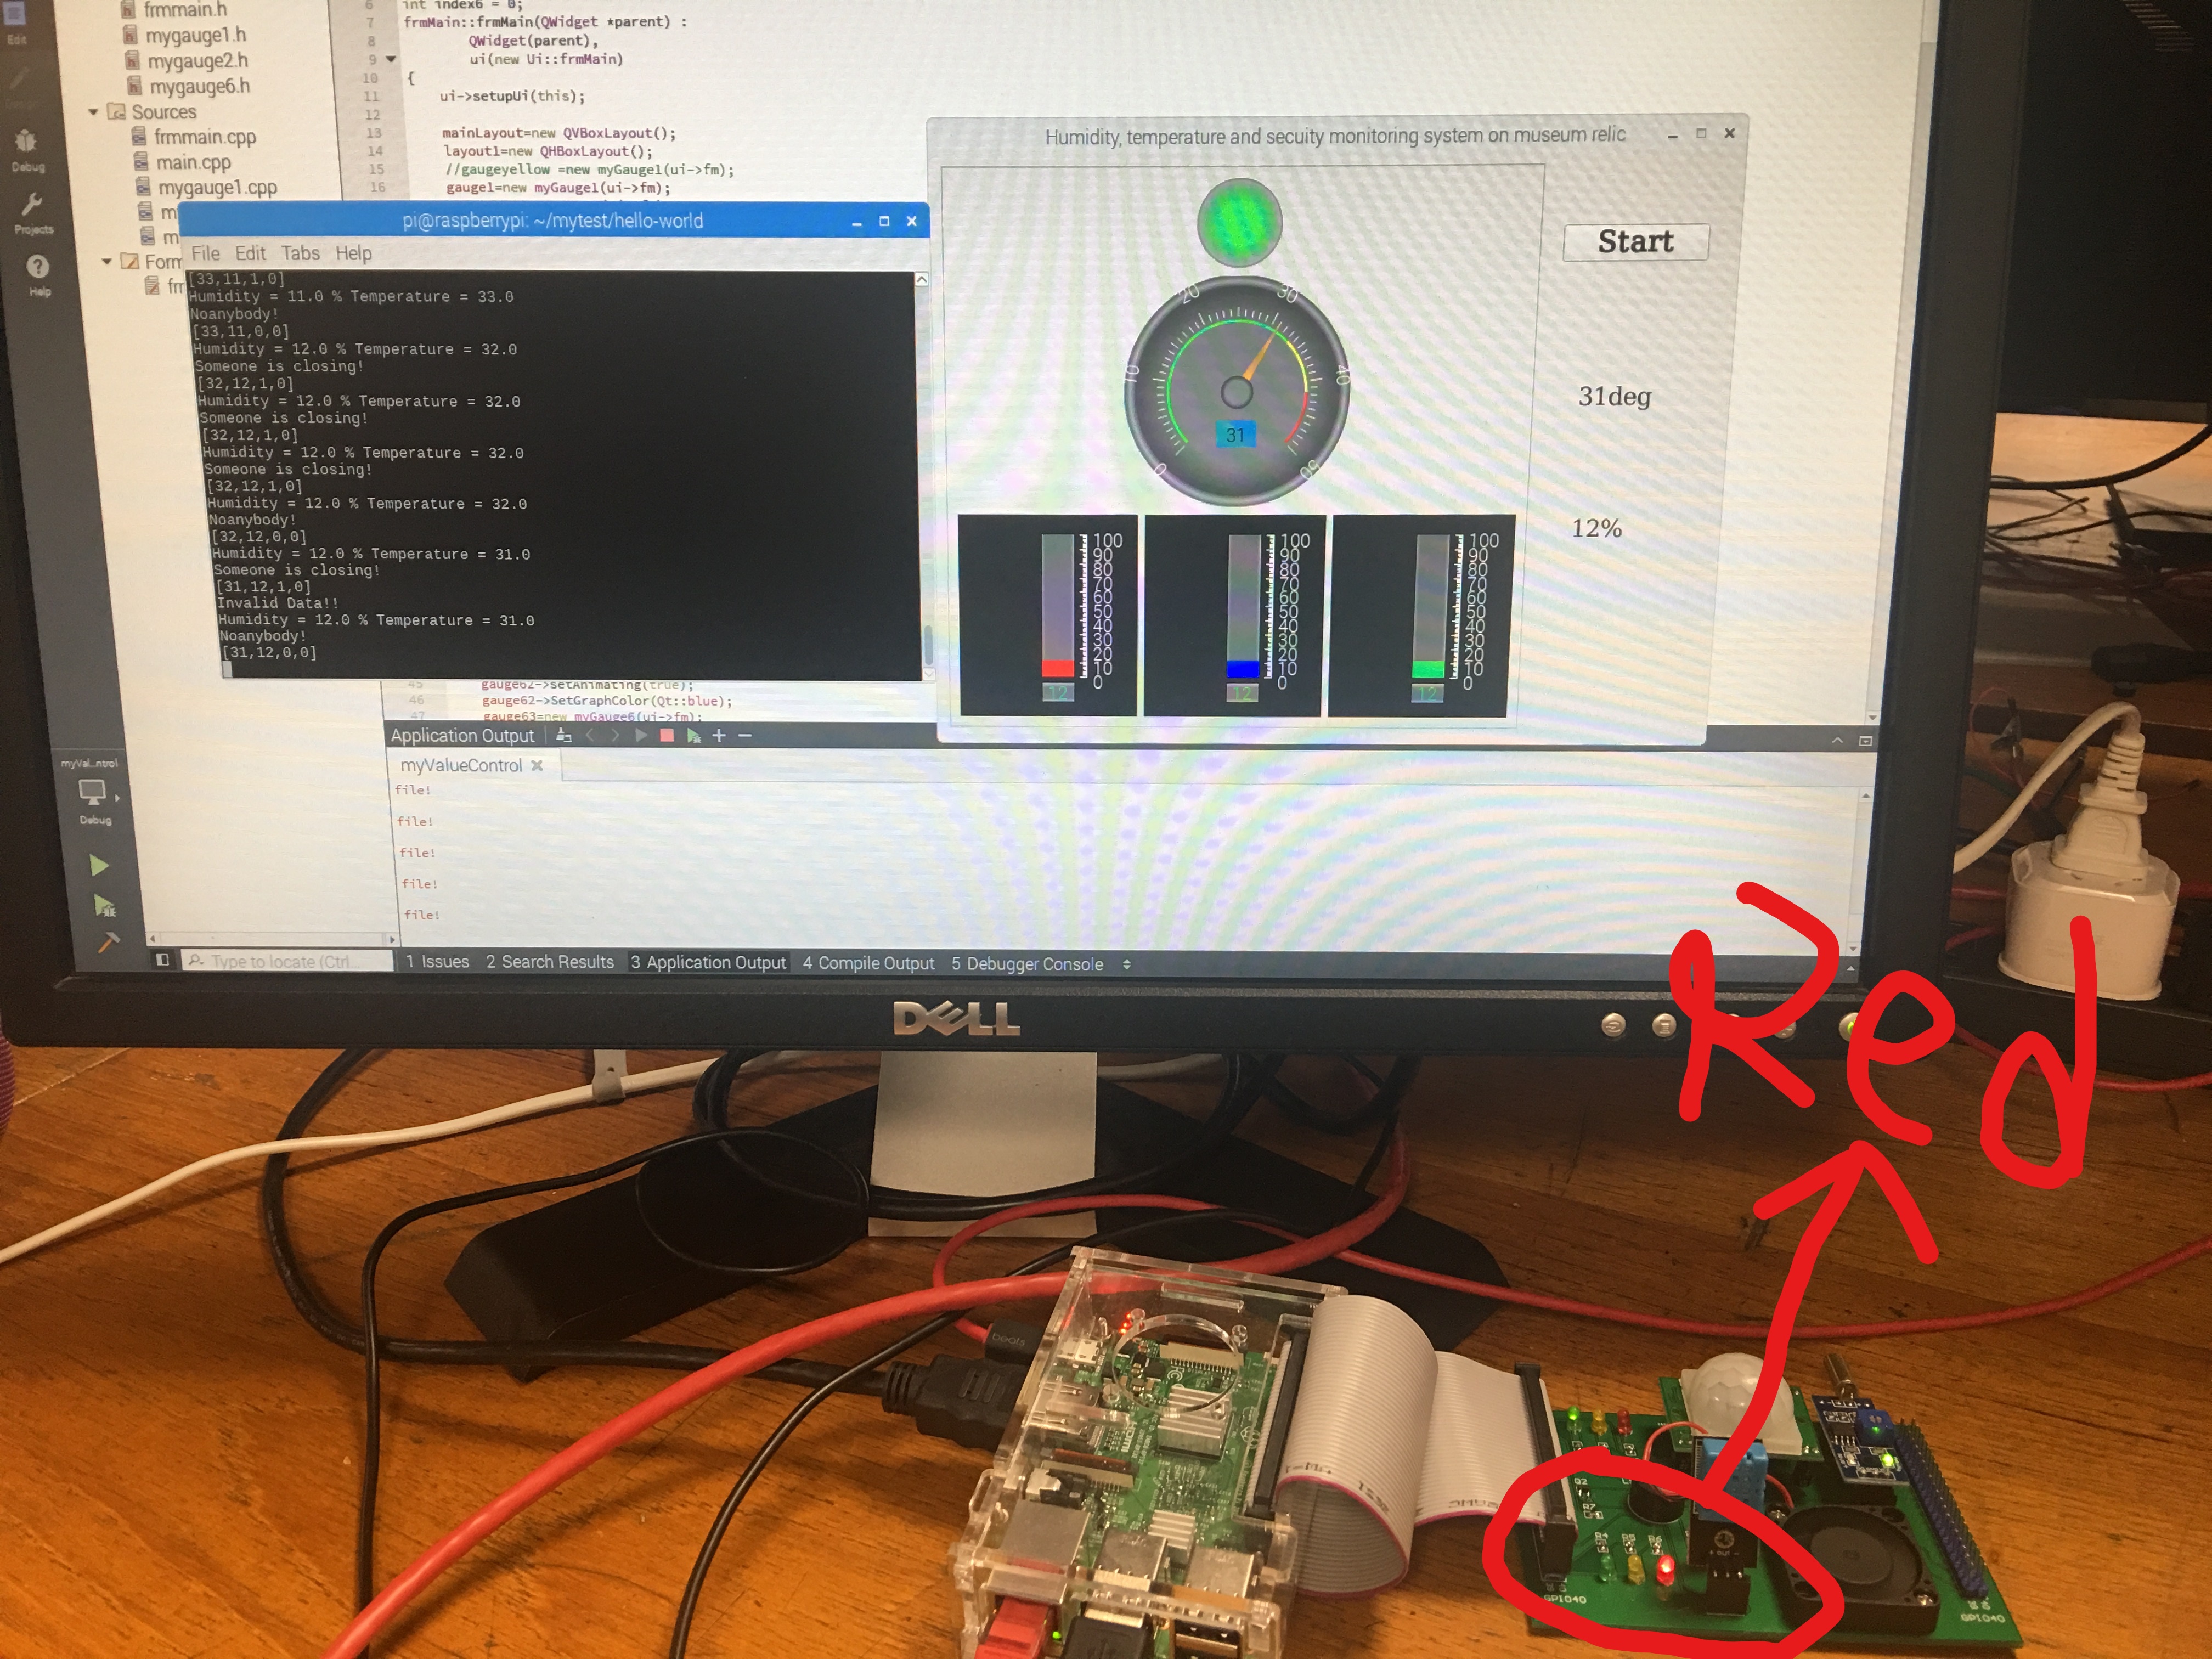 Edit
Debug
Projects
Help
frmmain.h
mygauge1.h
mygauge2.h
mygauge6.h
Sources
frmmain.cpp
main.cpp
mygauge1.cpp
m
m
Form
fr
6 int index6 = 0;
7 frmMain::frmMain(QWidget *parent) :
8 QWidget(parent),
9 ui(new Ui::frmMain)
10 {
11 ui->setupUi(this);
12
13 mainLayout=new QVBoxLayout();
14 layout1=new QHBoxLayout();
15 //gaugeyellow =new myGauge1(ui->fm);
16 gauge1=new myGauge1(ui->fm);
pi@raspberrypi: ~/mytest/hello-world
File Edit Tabs Help
[33,11,1,0]
Humidity = 11.0 % Temperature = 33.0
Noanybody!
[33,11,0,0]
Humidity = 12.0 % Temperature = 32.0
Someone is closing!
[32,12,1,0]
Humidity = 12.0 % Temperature = 32.0
Someone is closing!
[32,12,1,0]
Humidity = 12.0 % Temperature = 32.0
Someone is closing!
[32,12,1,0]
Humidity = 12.0 % Temperature = 32.0
Noanybody!
[32,12,0,0]
Humidity = 12.0 % Temperature = 31.0
Someone is closing!
[31,12,1,0]
Invalid Data!!
Humidity = 12.0 % Temperature = 31.0
Noanybody!
[31,12,0,0]
45 gauge62->setAnimating(true);
46 gauge62->SetGraphColor(Qt::blue);
47 gauge63=new myGauge6(ui->fm);
Humidity, temperature and secuity monitoring system on museum relic
Start
0 10 20 30 40 50
31
31deg
12%
100 90 80 70 60 50 40 30 20 10 0
12
100 90 80 70 60 50 40 30 20 10 0
12
100 90 80 70 60 50 40 30 20 10 0
12
Application Output
myValueControl
file!
file!
file!
file!
file!
myVal...ntrol
Debug
Type to locate (Ctrl
1 Issues 2 Search Results 3 Application Output 4 Compile Output 5 Debugger Console
DELL
Red
Q2
R7
GPIO40
GPIO40
out